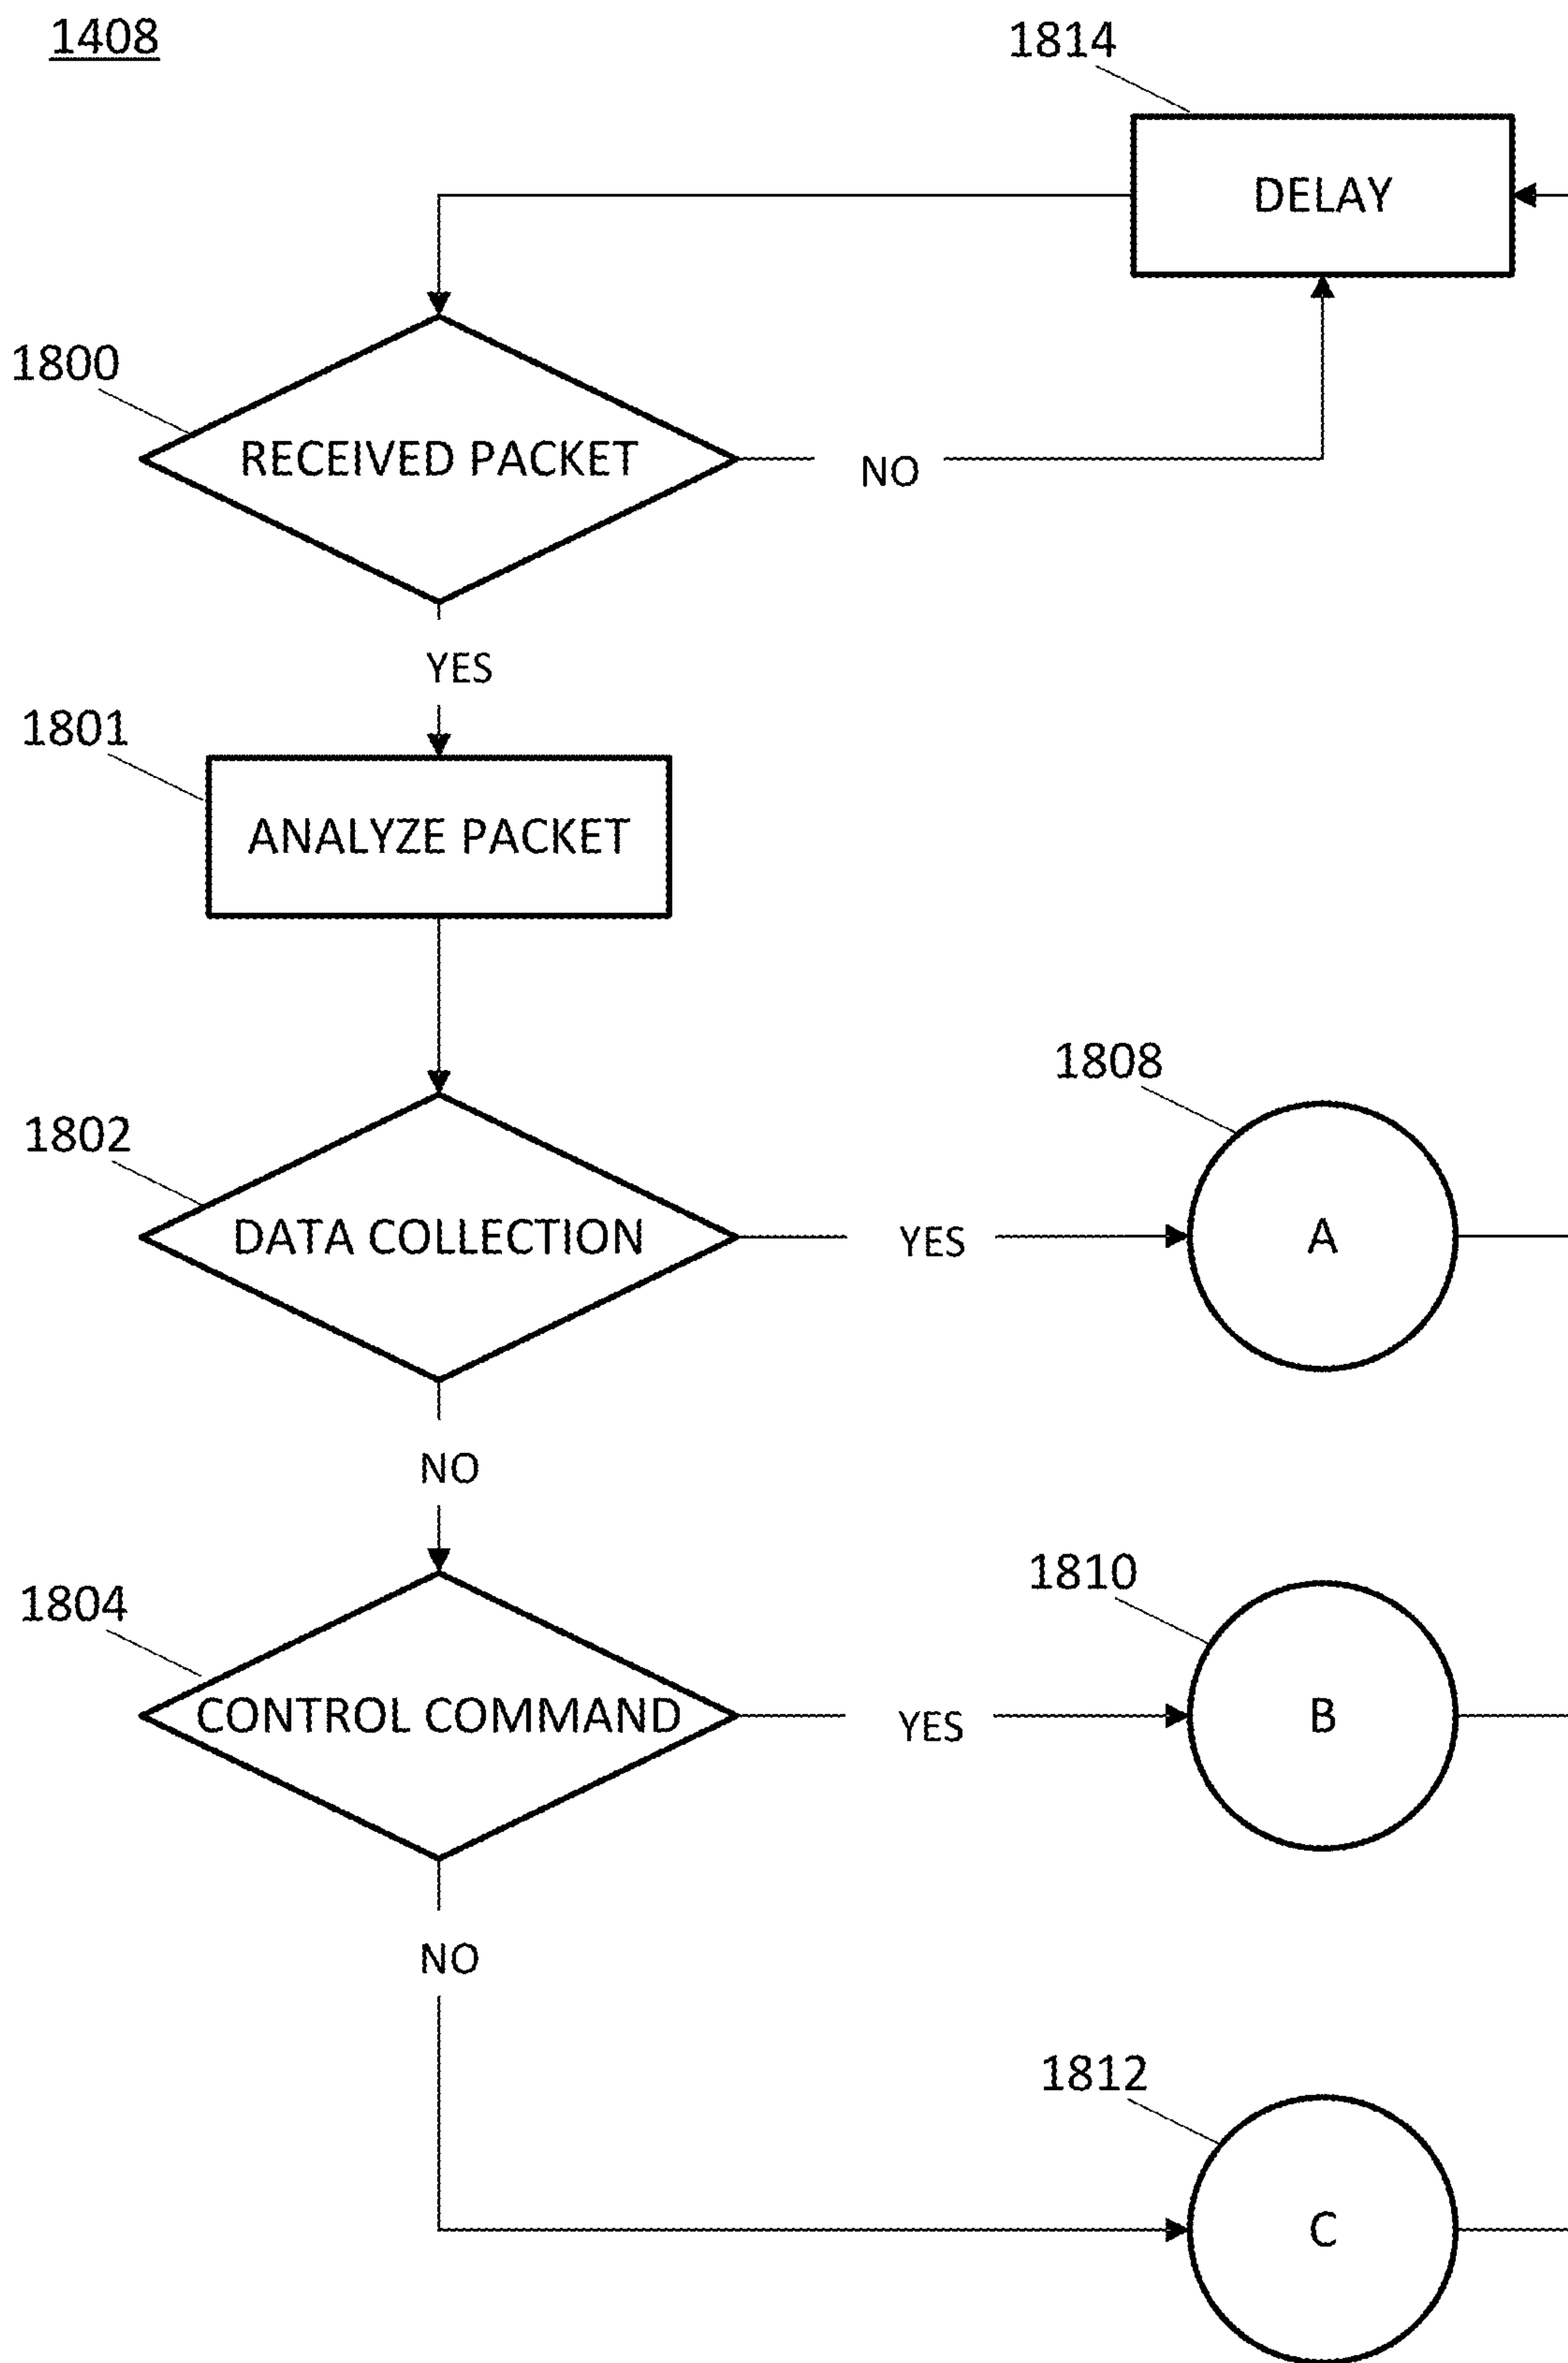 1408
1814
DELAY
1800
RECEIVED PACKET
NO
YES
1801
ANALYZE PACKET
1808
1802
DATA COLLECTION
YES
A
NO
1810
1804
CONTROL COMMAND
YES
B
NO
1812
C